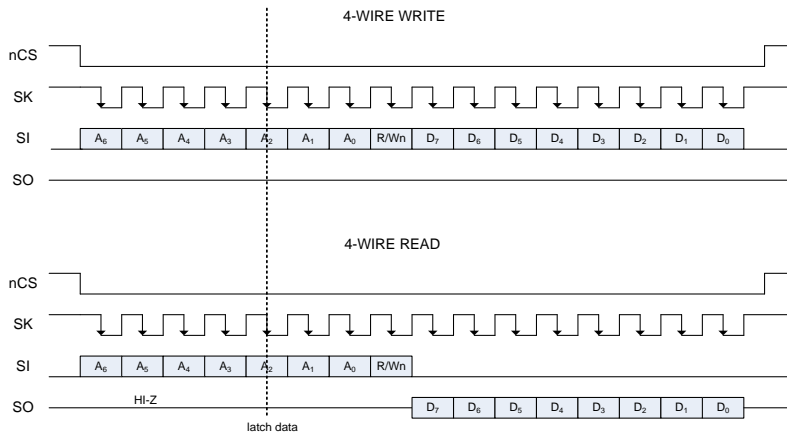 4-WIRE WRITE
nCS
SK
SI A₆ A₅ A₄ A₃ A₂ A₁ A₀ R/Wn D₇ D₆ D₅ D₄ D₃ D₂ D₁ D₀
SO
4-WIRE READ
nCS
SK
SI A₆ A₅ A₄ A₃ A₂ A₁ A₀ R/Wn
SO HI-Z D₇ D₆ D₅ D₄ D₃ D₂ D₁ D₀
latch data